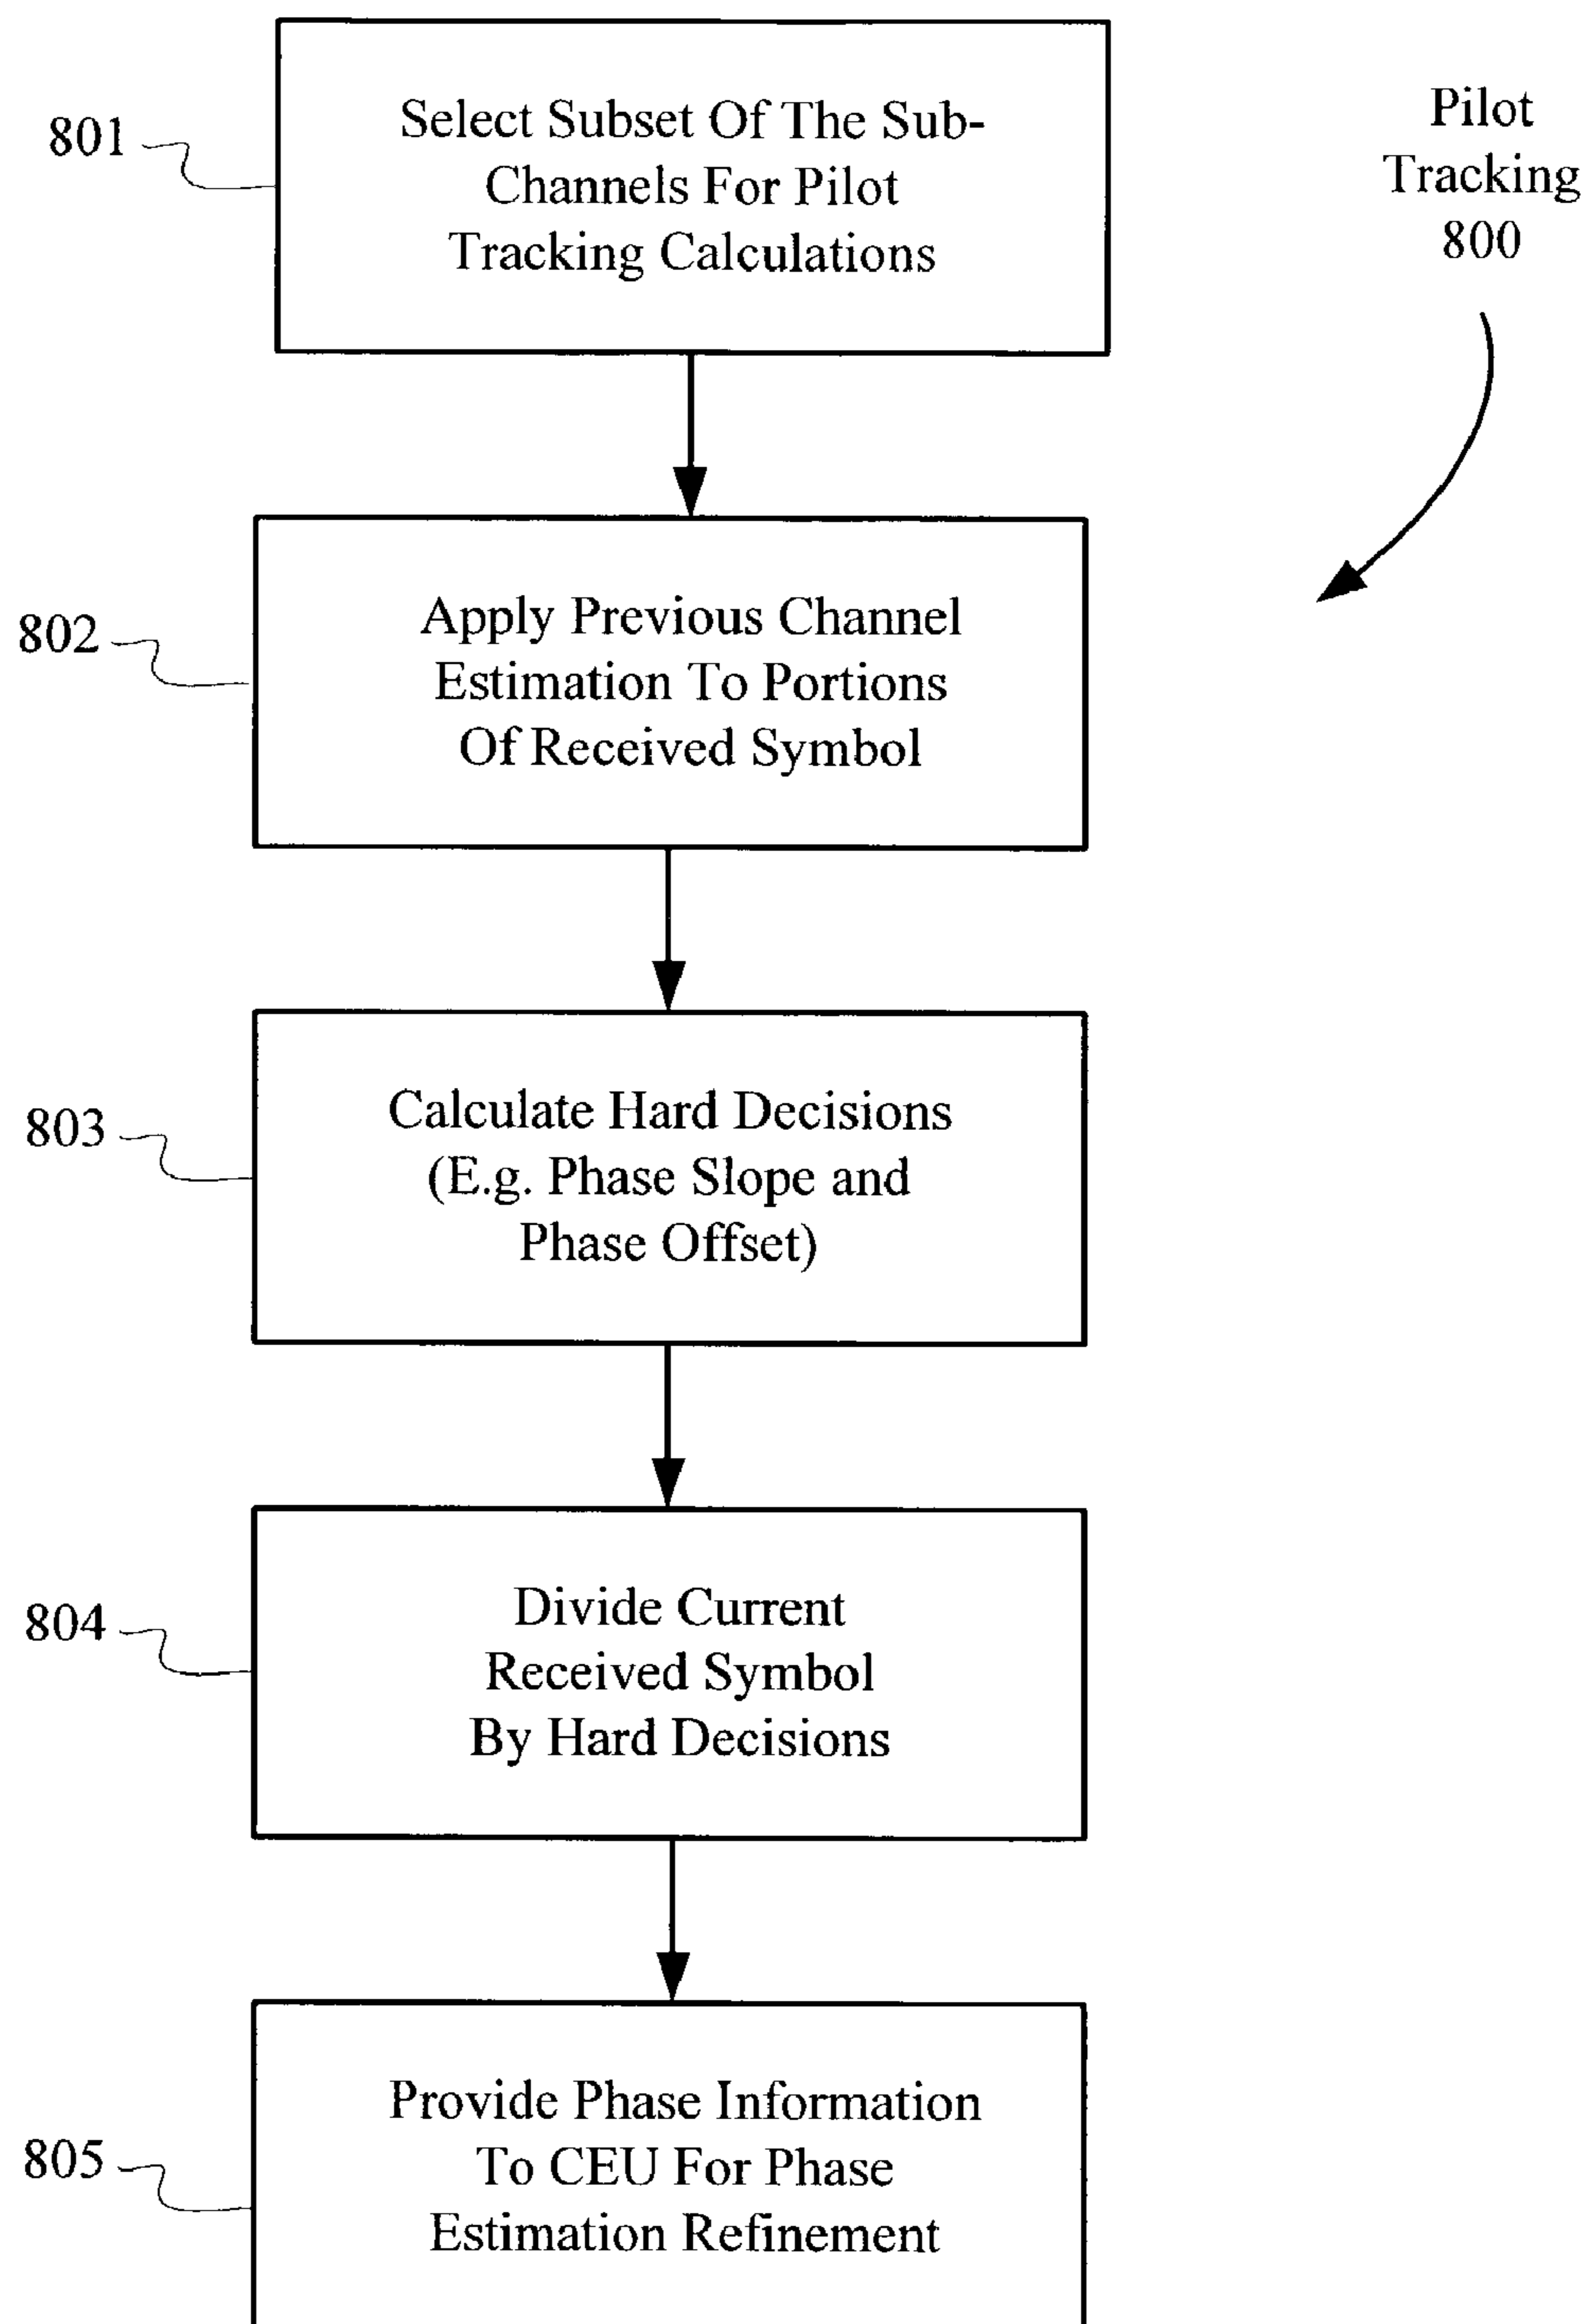 801
Select Subset Of The Sub-
Channels For Pilot
Tracking Calculations
Pilot
Tracking
800
802
Apply Previous Channel
Estimation To Portions
Of Received Symbol
803
Calculate Hard Decisions
(E.g. Phase Slope and
Phase Offset)
804
Divide Current
Received Symbol
By Hard Decisions
805
Provide Phase Information
To CEU For Phase
Estimation Refinement